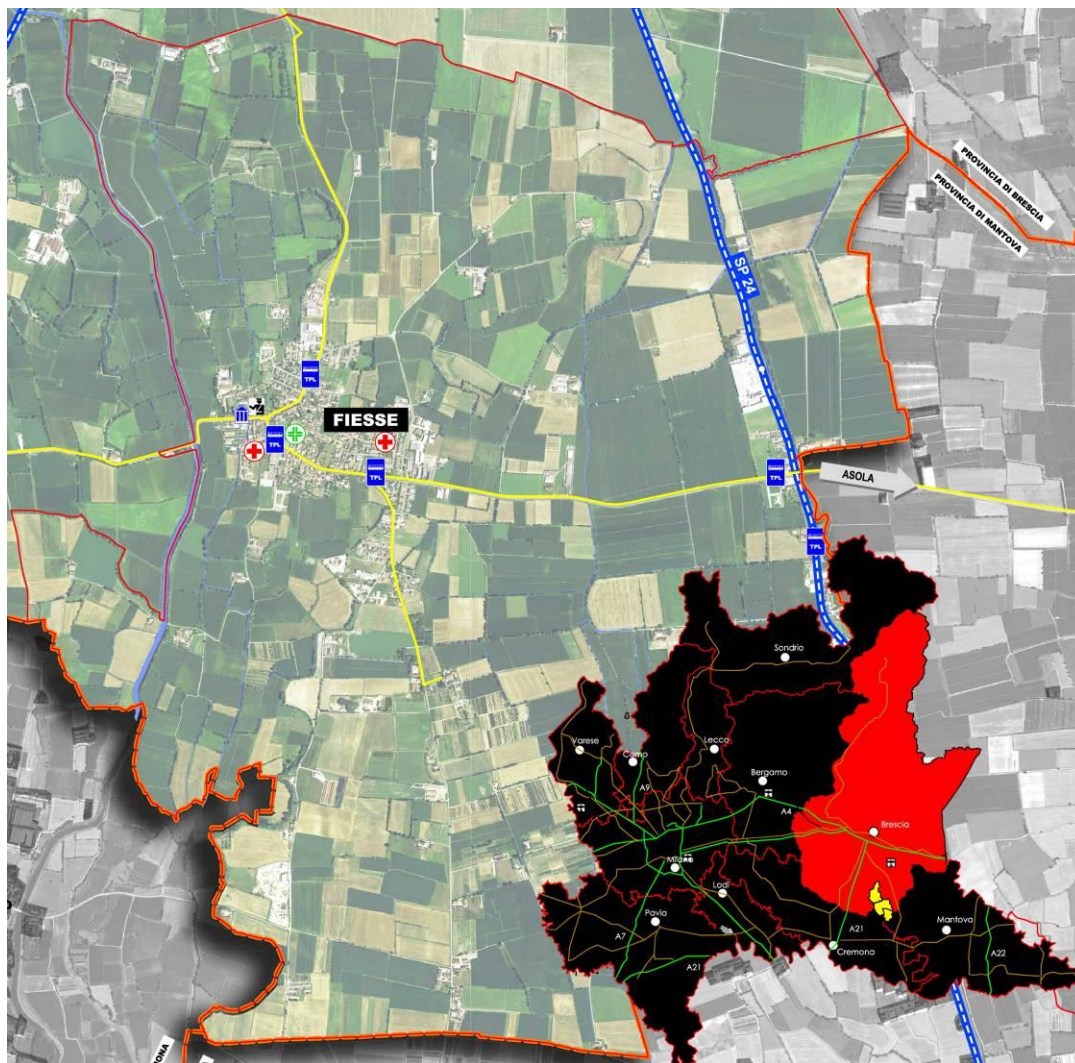 PROVINCIA DI BRESCIA
PROVINCIA DI MANTOVA
SP 24
TPL
FIESSE
TPL
TPL
TPL
ASOLA
TPL
Sondrio
Varese
Como
Lecco
Bergamo
A9
A4
Brescia
Milano
Lodi
Pavia
A7
A21
A21
Cremona
Mantova
A22